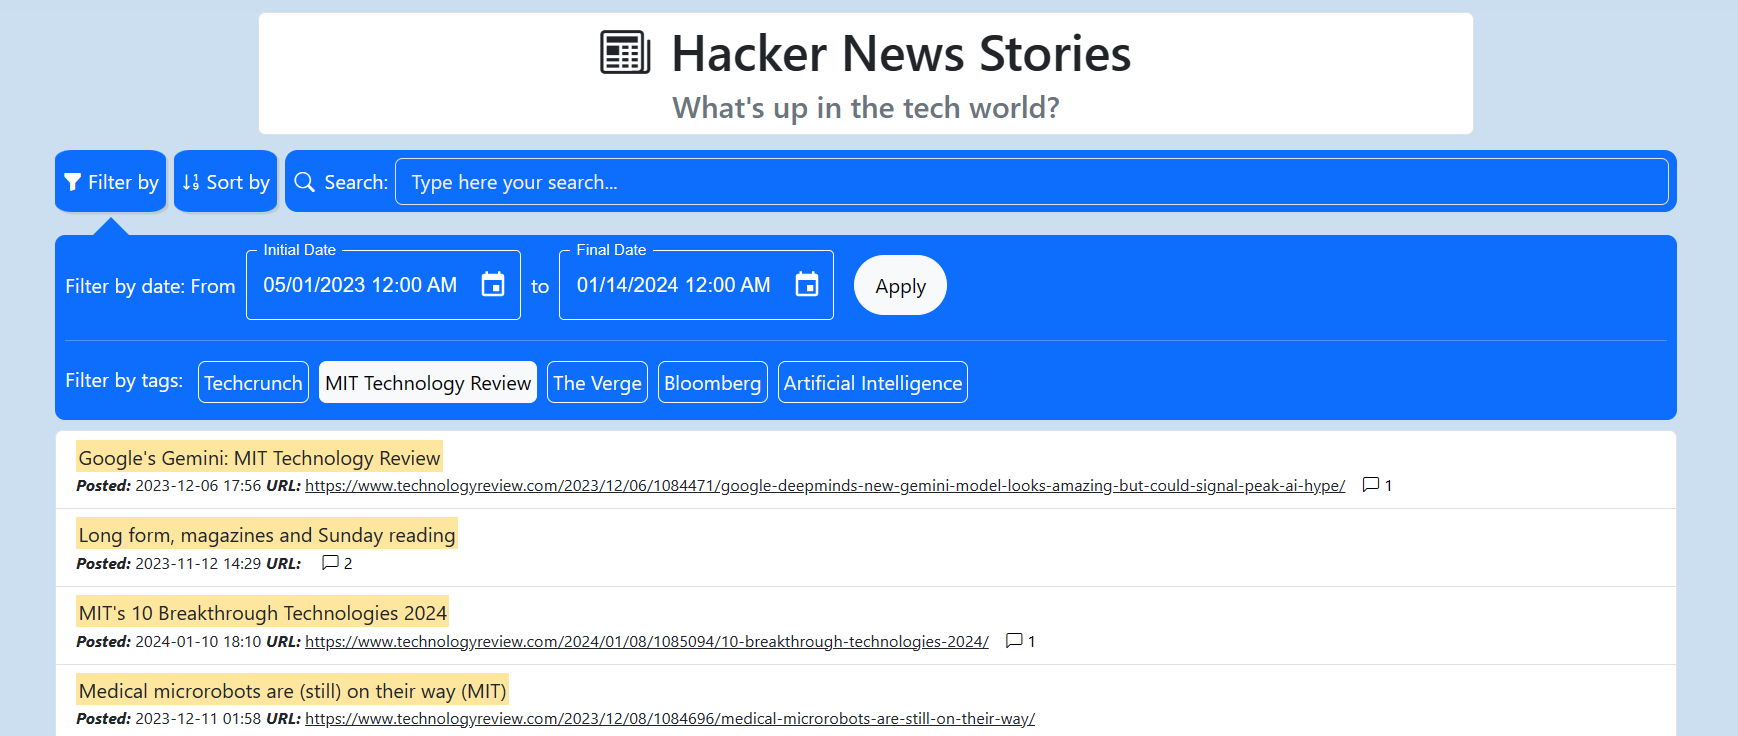 Hacker News Stories
What's up in the tech world?
Filter by
Sort by
Search: Type here your search...
Initial Date
Final Date
Filter by date: From 05/01/2023 12:00 AM to 01/14/2024 12:00 AM Apply
Filter by tags: Techcrunch MIT Technology Review The Verge Bloomberg Artificial Intelligence
Google's Gemini: MIT Technology Review
Posted: 2023-12-06 17:56 URL: https://www.technologyreview.com/2023/12/06/1084471/google-deepminds-new-gemini-model-looks-amazing-but-could-signal-peak-ai-hype/ 1
Long form, magazines and Sunday reading
Posted: 2023-11-12 14:29 URL: 2
MIT's 10 Breakthrough Technologies 2024
Posted: 2024-01-10 18:10 URL: https://www.technologyreview.com/2024/01/08/1085094/10-breakthrough-technologies-2024/ 1
Medical microrobots are (still) on their way (MIT)
Posted: 2023-12-11 01:58 URL: https://www.technologyreview.com/2023/12/08/1084696/medical-microrobots-are-still-on-their-way/